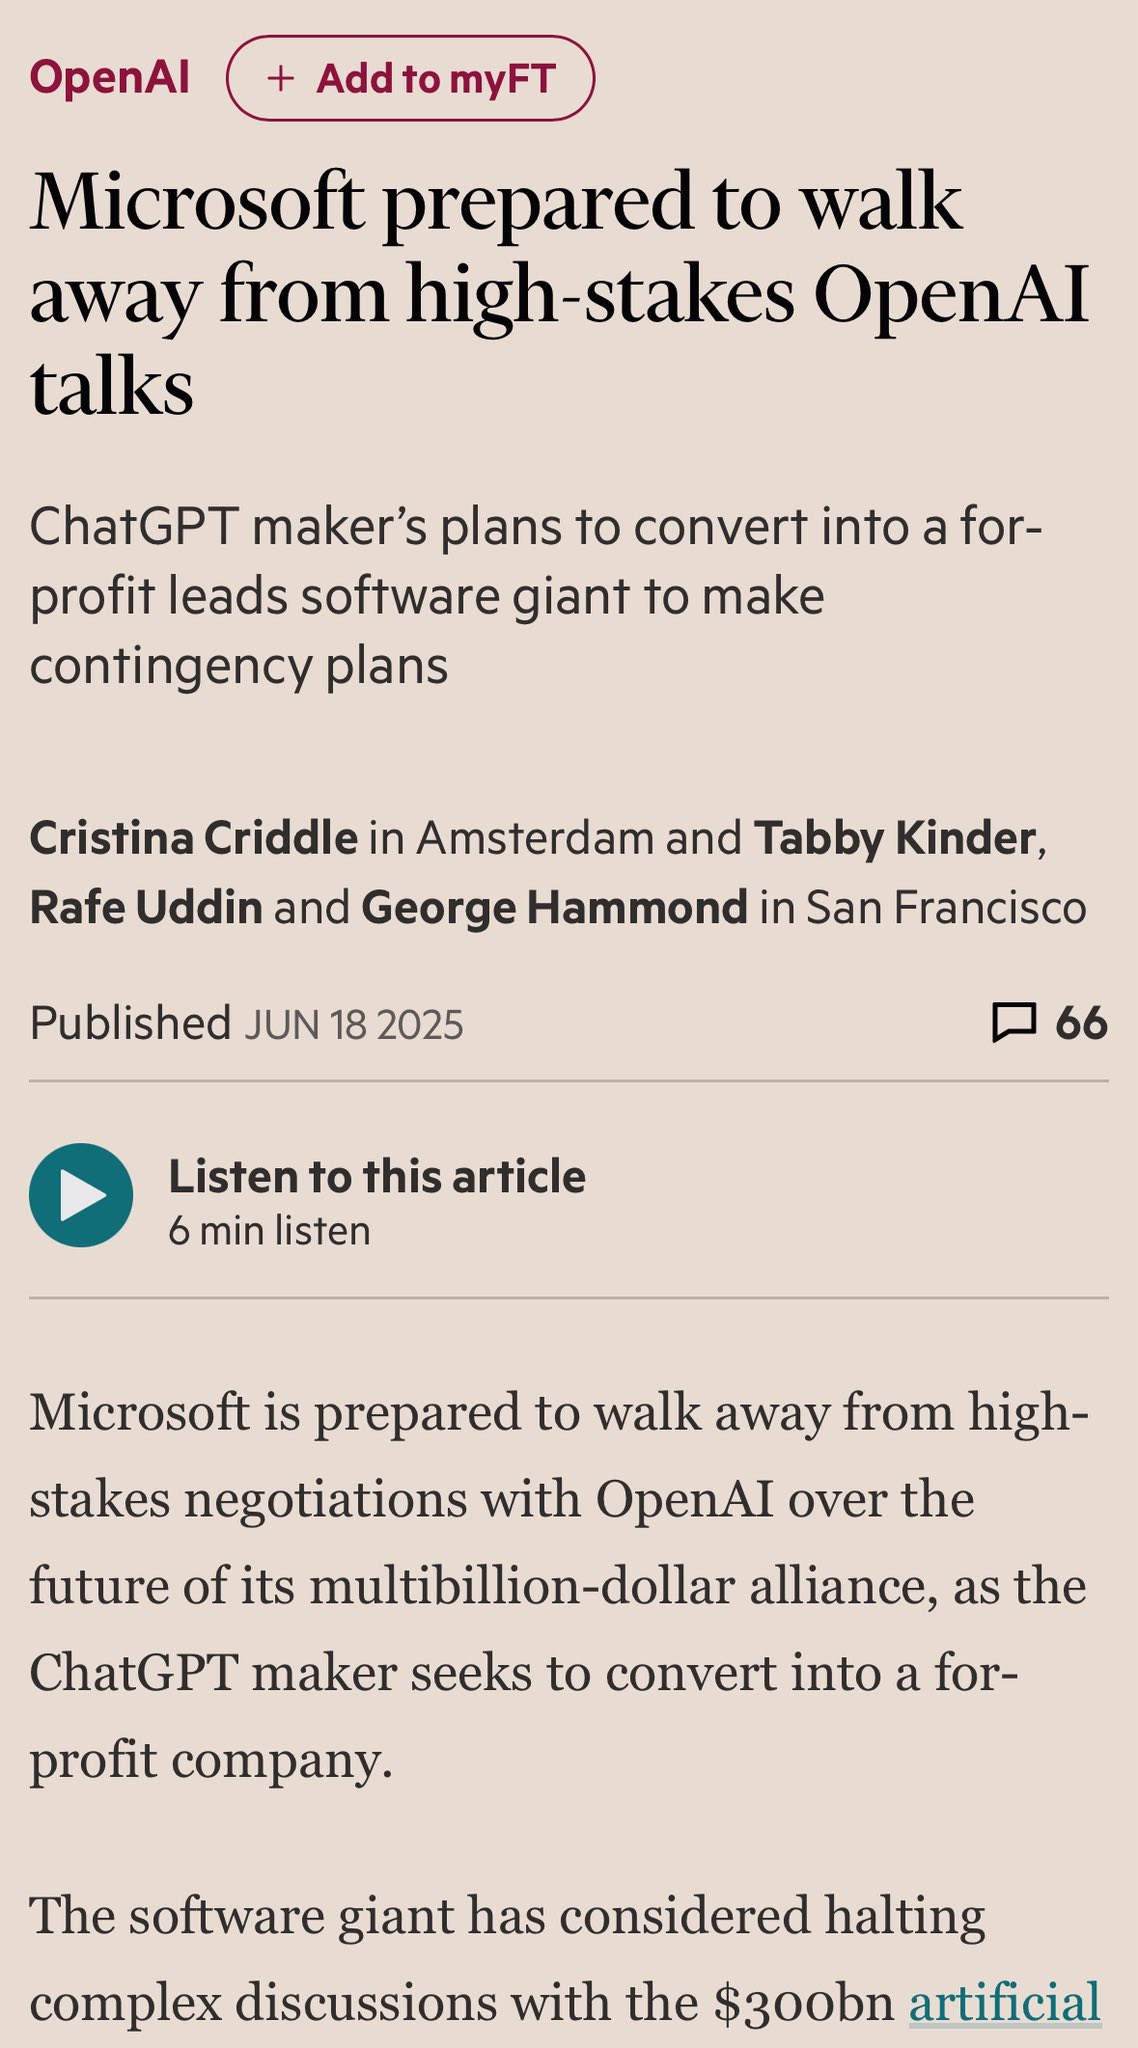 OpenAI
+ Add to myFT
Microsoft prepared to walk
away from high-stakes OpenAI
talks
ChatGPT maker’s plans to convert into a for-
profit leads software giant to make
contingency plans
Cristina Criddle in Amsterdam and Tabby Kinder,
Rafe Uddin and George Hammond in San Francisco
Published JUN 18 2025
66
Listen to this article
6 min listen
Microsoft is prepared to walk away from high-
stakes negotiations with OpenAI over the
future of its multibillion-dollar alliance, as the
ChatGPT maker seeks to convert into a for-
profit company.
The software giant has considered halting
complex discussions with the $300bn artificial